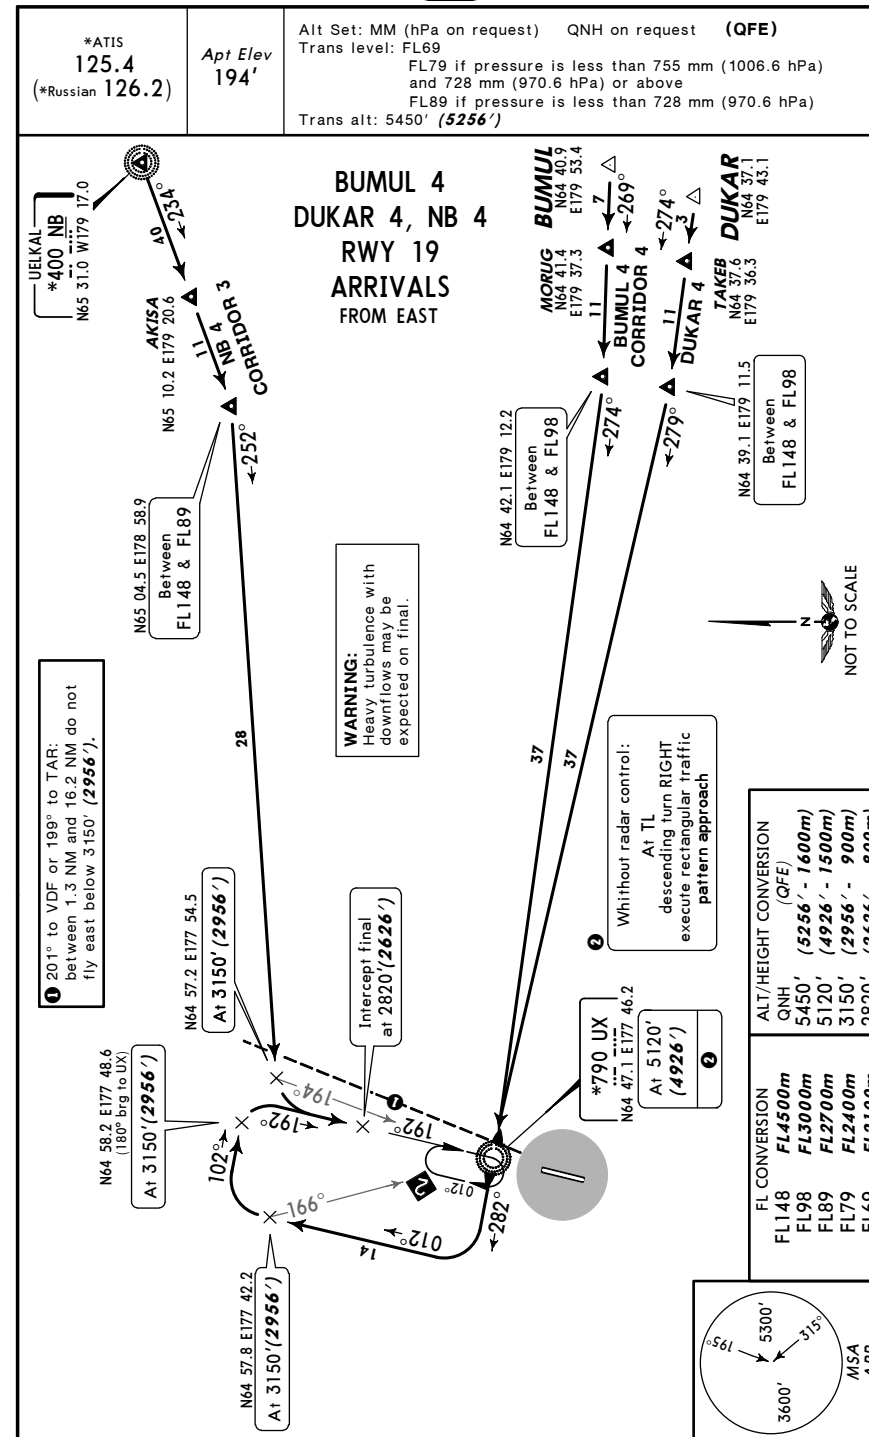 *ATIS
125.4
(*Russian 126.2)
Apt Elev
194'
Alt Set: MM (hPa on request) QNH on request (QFE)
Trans level: FL69
FL79 if pressure is less than 755 mm (1006.6 hPa)
and 728 mm (970.6 hPa) or above
FL89 if pressure is less than 728 mm (970.6 hPa)
Trans alt: 5450' (5256')
BUMUL 4
DUKAR 4, NB 4
RWY 19
ARRIVALS
FROM EAST
UELKAL
*400 NB
N65 31.0 W179 17.0
234°
40
AKISA
N65 10.2 E179 20.6
11
NB 4
CORRIDOR 3
252°
N65 04.5 E178 58.9
Between
FL148 & FL89
28
BUMUL
N64 40.9
E179 53.4
7
269°
MORUG
N64 41.4
E179 37.3
11
BUMUL 4
CORRIDOR 4
274°
N64 42.1 E179 12.2
Between
FL148 & FL98
37
DUKAR
N64 37.1
E179 43.1
274°
3
TAKEB
N64 37.6
E179 36.3
11
DUKAR 4
279°
N64 39.1 E179 11.5
Between
FL148 & FL98
37
WARNING:
Heavy turbulence with
downflows may be
expected on final.
N
NOT TO SCALE
1 201° to VDF or 199° to TAR:
between 1.3 NM and 16.2 NM do not
fly east below 3150' (2956').
2
Whithout radar control:
At TL
descending turn RIGHT
execute rectangular traffic
pattern approach
N64 57.2 E177 54.5
At 3150' (2956')
Intercept final
at 2820' (2626')
N64 58.2 E177 48.6
(180° brg to UX)
At 3150' (2956')
N64 57.8 E177 42.2
At 3150' (2956')
*790 UX
N64 47.1 E177 46.2
At 5120'
(4926')
2
194°
1
192°
192°
102°
166°
2
012°
012°
14
282°
ALT/HEIGHT CONVERSION
QNH (QFE)
5450' (5256' - 1600m)
5120' (4926' - 1500m)
3150' (2956' - 900m)
2820' (2626' - 800m)
FL CONVERSION
FL148 FL4500m
FL98 FL3000m
FL89 FL2700m
FL79 FL2400m
FL69 FL2100m
195°
5300'
315°
3600'
MSA
ARP